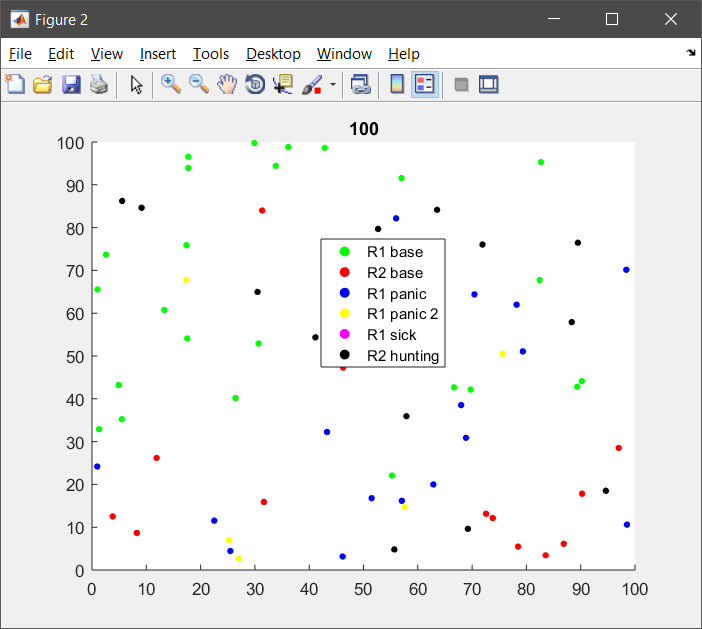 Figure 2
File Edit View Insert Tools Desktop Window Help
100
100
90
80
70
60
50
40
30
20
10
0
R1 base
R2 base
R1 panic
R1 panic 2
R1 sick
R2 hunting
0 10 20 30 40 50 60 70 80 90 100